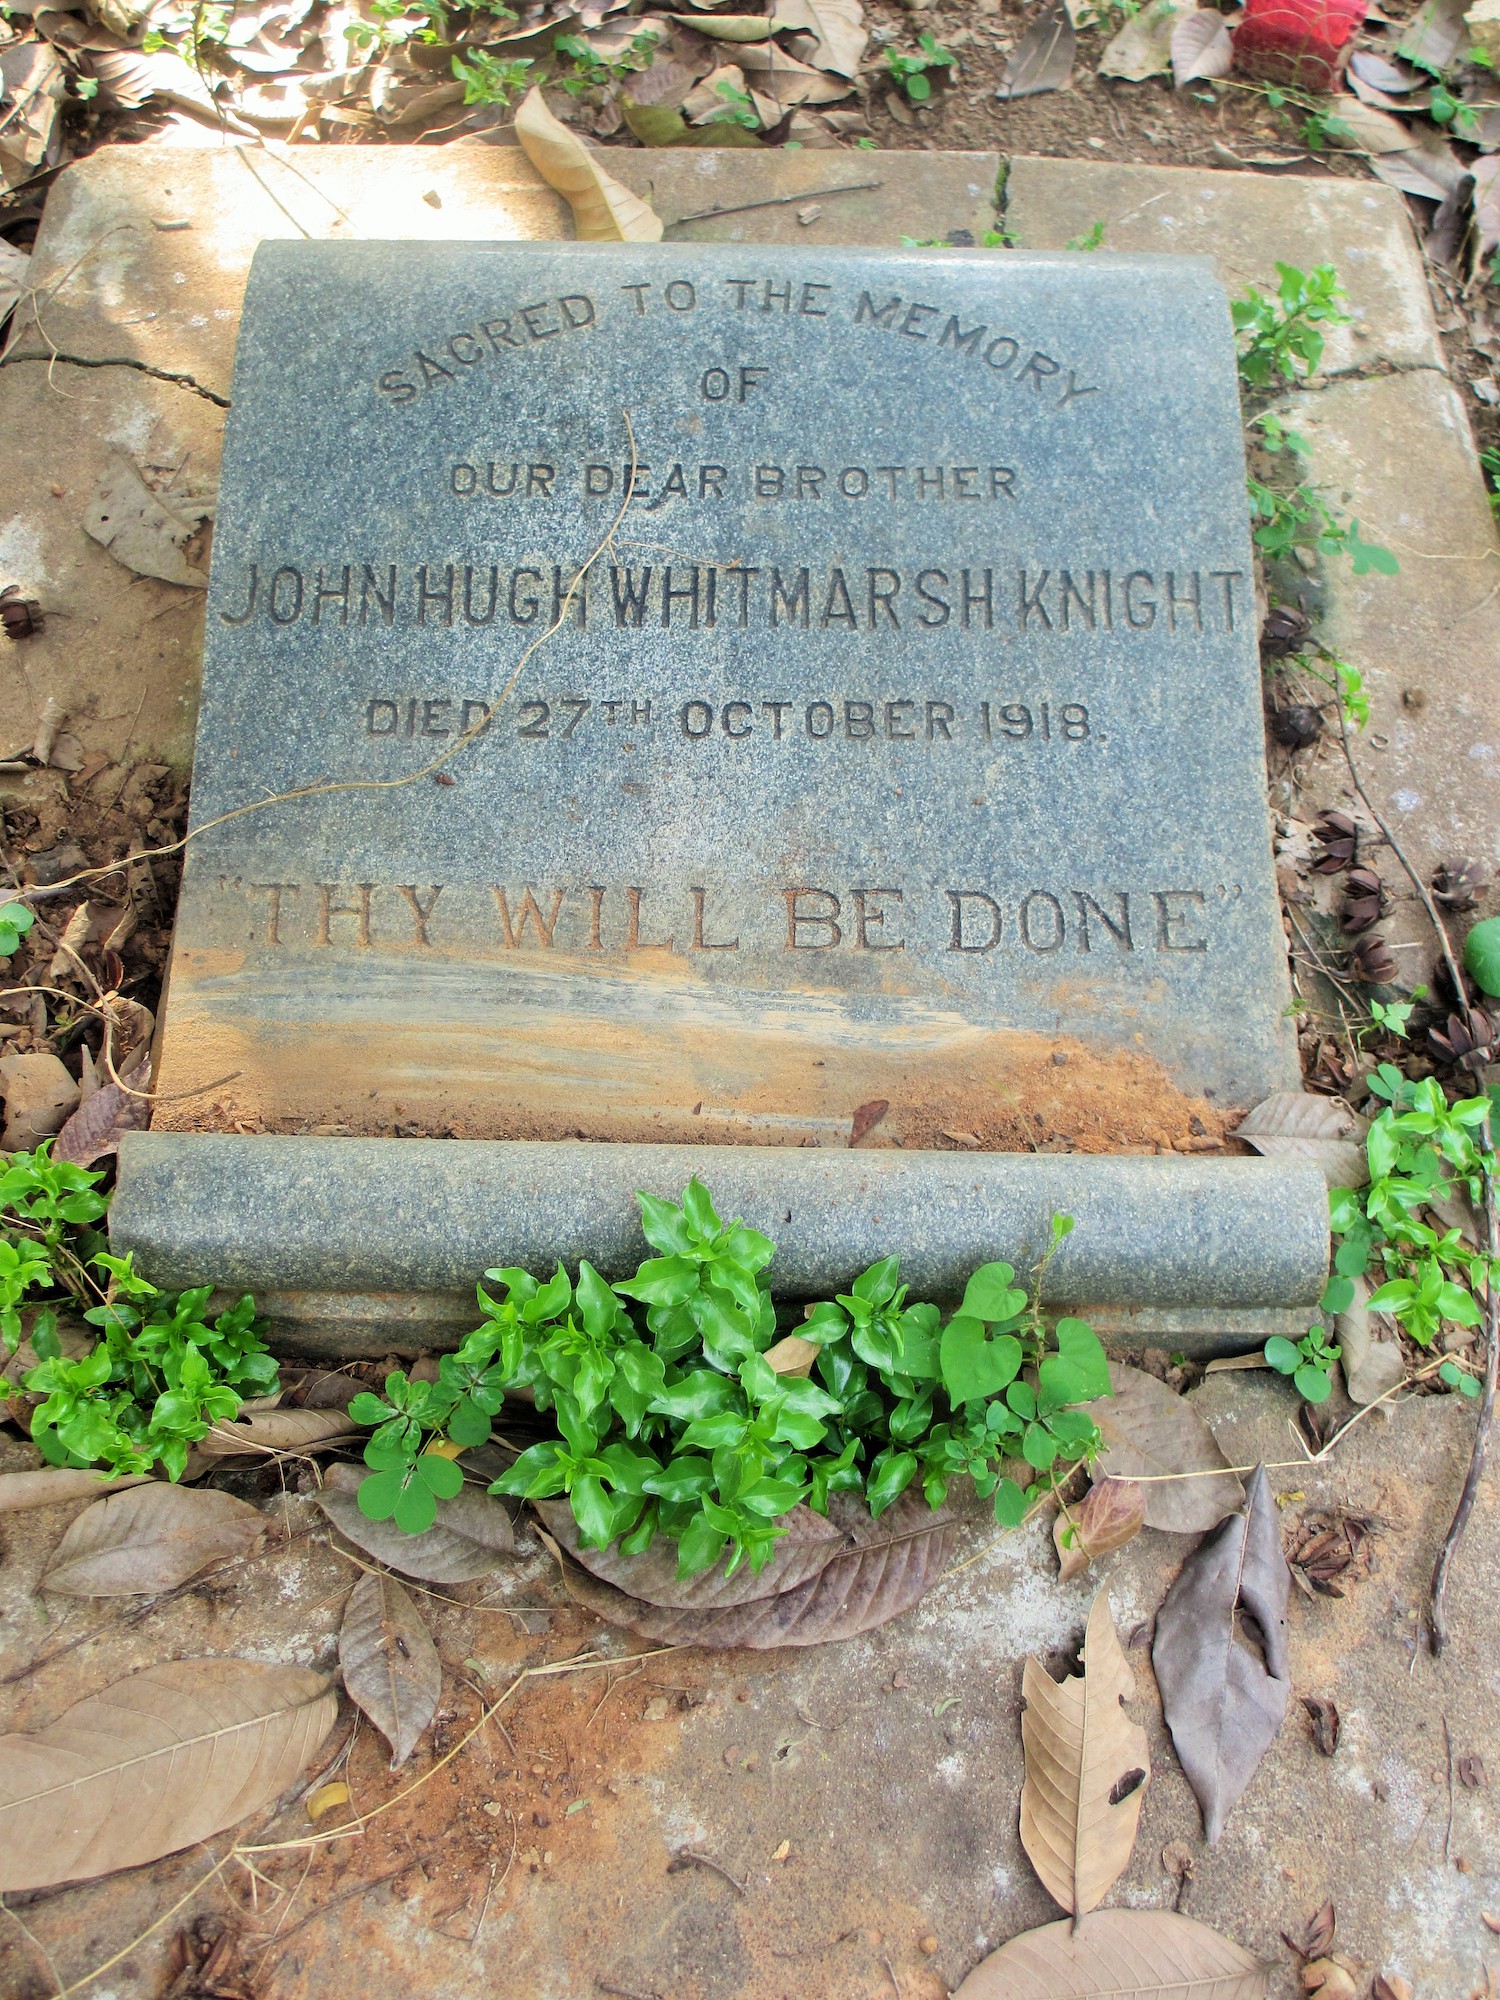 SACRED TO THE MEMORY
OF
OUR DEAR BROTHER
JOHN HUGH WHITMARSH KNIGHT
DIED 27TH OCTOBER 1918.
"THY WILL BE DONE"